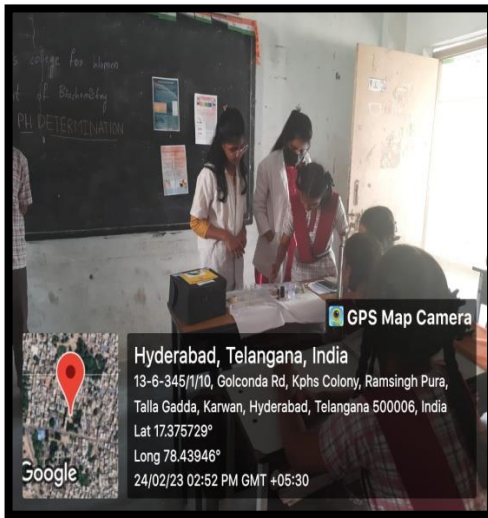 s college for women
t of Biochemistry
PH DETERMINATION
GPS Map Camera
Hyderabad, Telangana, India
13-6-345/1/10, Golconda Rd, Kphs Colony, Ramsingh Pura,
Talla Gadda, Karwan, Hyderabad, Telangana 500006, India
Lat 17.375729°
Long 78.43946°
24/02/23 02:52 PM GMT +05:30
Google